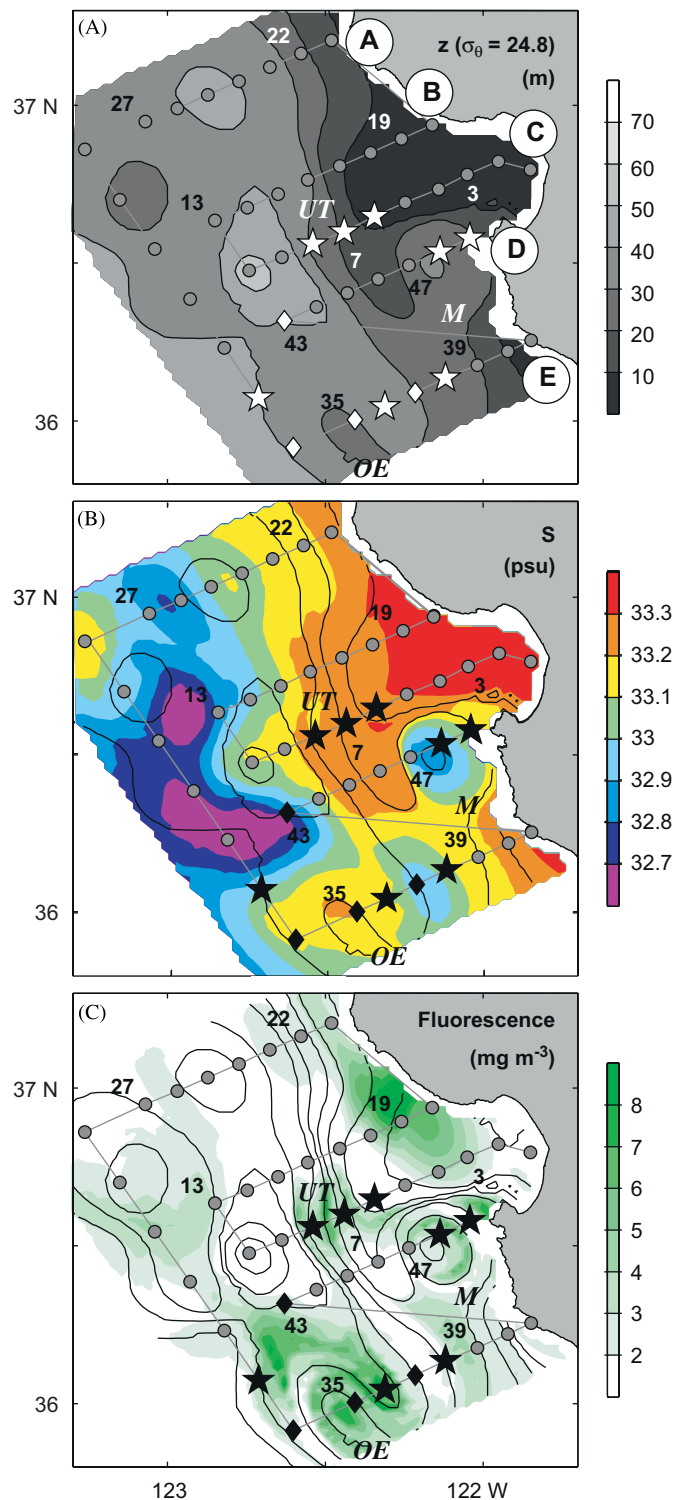 (A)
z (σθ = 24.8)
(m)
22
A
27
37 N
B
19
C
13
UT
3
7
D
47
M
43
39
E
35
36
OE
70
60
50
40
30
20
10
(B)
S
(psu)
22
27
37 N
19
13
UT
3
7
47
M
43
39
35
36
OE
33.3
33.2
33.1
33
32.9
32.8
32.7
(C)
Fluorescence
(mg m-3)
22
27
37 N
19
13
UT
3
7
47
M
43
39
35
36
OE
8
7
6
5
4
3
2
123
122 W